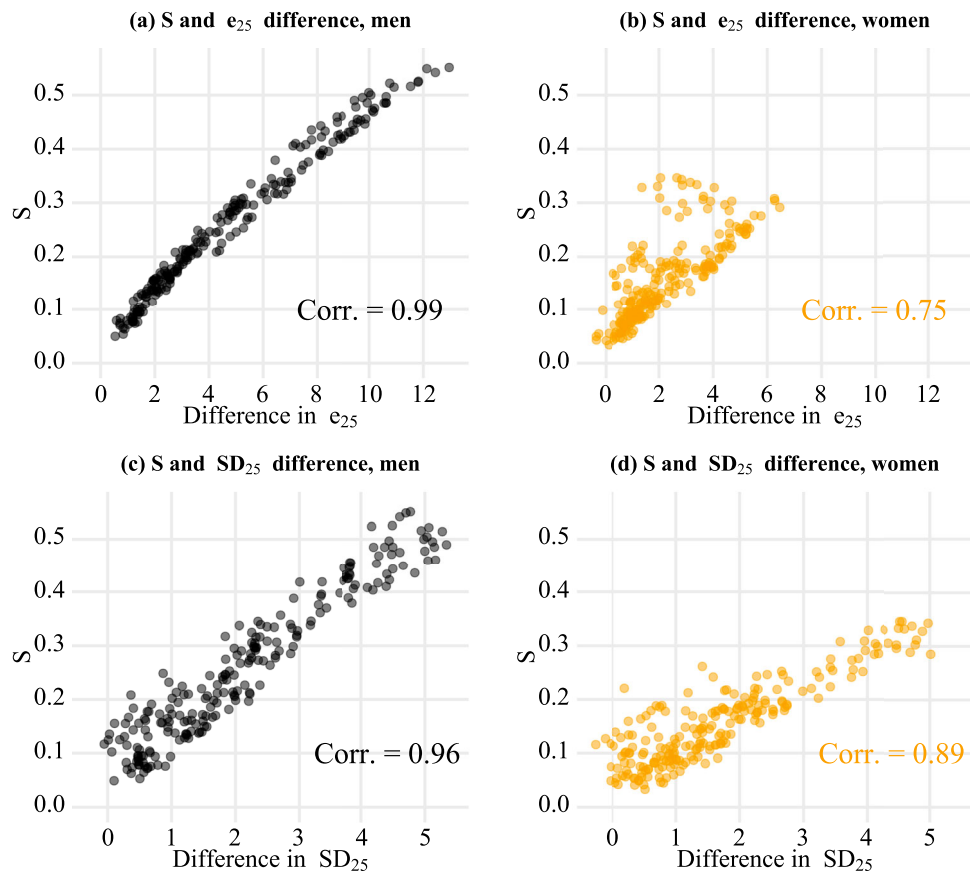 (a) S and e₂₅ difference, men
S
0.5
0.4
0.3
0.2
0.1
0.0
Corr. = 0.99
0 2 4 6 8 10 12
Difference in e₂₅
(b) S and e₂₅ difference, women
S
0.5
0.4
0.3
0.2
0.1
0.0
Corr. = 0.75
0 2 4 6 8 10 12
Difference in e₂₅
(c) S and SD₂₅ difference, men
S
0.5
0.4
0.3
0.2
0.1
0.0
Corr. = 0.96
0 1 2 3 4 5
Difference in SD₂₅
(d) S and SD₂₅ difference, women
S
0.5
0.4
0.3
0.2
0.1
0.0
Corr. = 0.89
0 1 2 3 4 5
Difference in SD₂₅